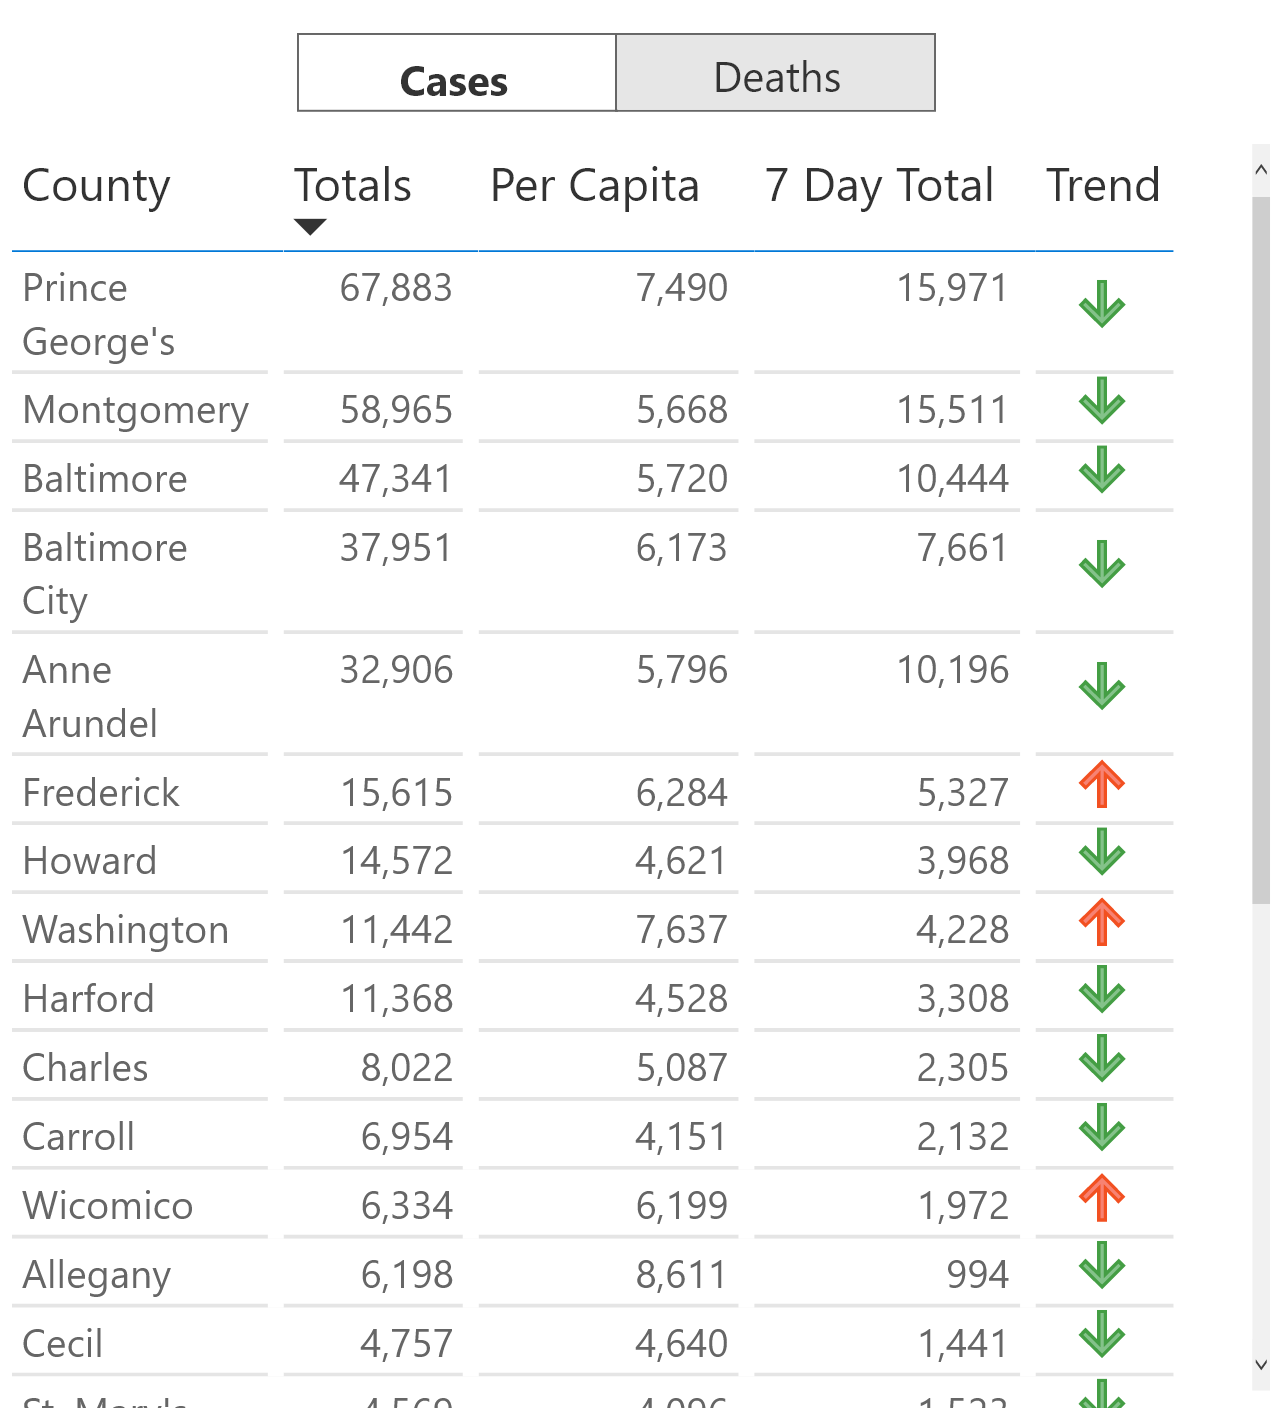 Cases Deaths
County Totals Per Capita 7 Day Total Trend
Prince 67,883 7,490 15,971
George's
Montgomery 58,965 5,668 15,511
Baltimore 47,341 5,720 10,444
Baltimore 37,951 6,173 7,661
City
Anne 32,906 5,796 10,196
Arundel
Frederick 15,615 6,284 5,327
Howard 14,572 4,621 3,968
Washington 11,442 7,637 4,228
Harford 11,368 4,528 3,308
Charles 8,022 5,087 2,305
Carroll 6,954 4,151 2,132
Wicomico 6,334 6,199 1,972
Allegany 6,198 8,611 994
Cecil 4,757 4,640 1,441
St. Mary's